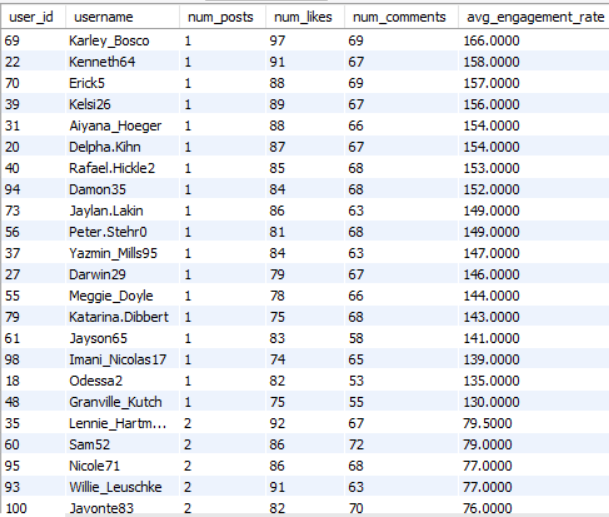 user_id username num_posts num_likes num_comments avg_engagement_rate
69 Karley_Bosco 1 97 69 166.0000
22 Kenneth64 1 91 67 158.0000
70 Erick5 1 88 69 157.0000
39 Kelsi26 1 89 67 156.0000
31 Aiyana_Hoeger 1 88 66 154.0000
20 Delpha.Kihn 1 87 67 154.0000
40 Rafael.Hickle2 1 85 68 153.0000
94 Damon35 1 84 68 152.0000
73 Jaylan.Lakin 1 86 63 149.0000
56 Peter.Stehr0 1 81 68 149.0000
37 Yazmin_Mills95 1 84 63 147.0000
27 Darwin29 1 79 67 146.0000
55 Meggie_Doyle 1 78 66 144.0000
79 Katarina.Dibbert 1 75 68 143.0000
61 Jayson65 1 83 58 141.0000
98 Imani_Nicolas17 1 74 65 139.0000
18 Odessa2 1 82 53 135.0000
48 Granville_Kutch 1 75 55 130.0000
35 Lennie_Hartm... 2 92 67 79.5000
60 Sam52 2 86 72 79.0000
95 Nicole71 2 86 68 77.0000
93 Willie_Leuschke 2 91 63 77.0000
100 Javonte83 2 82 70 76.0000